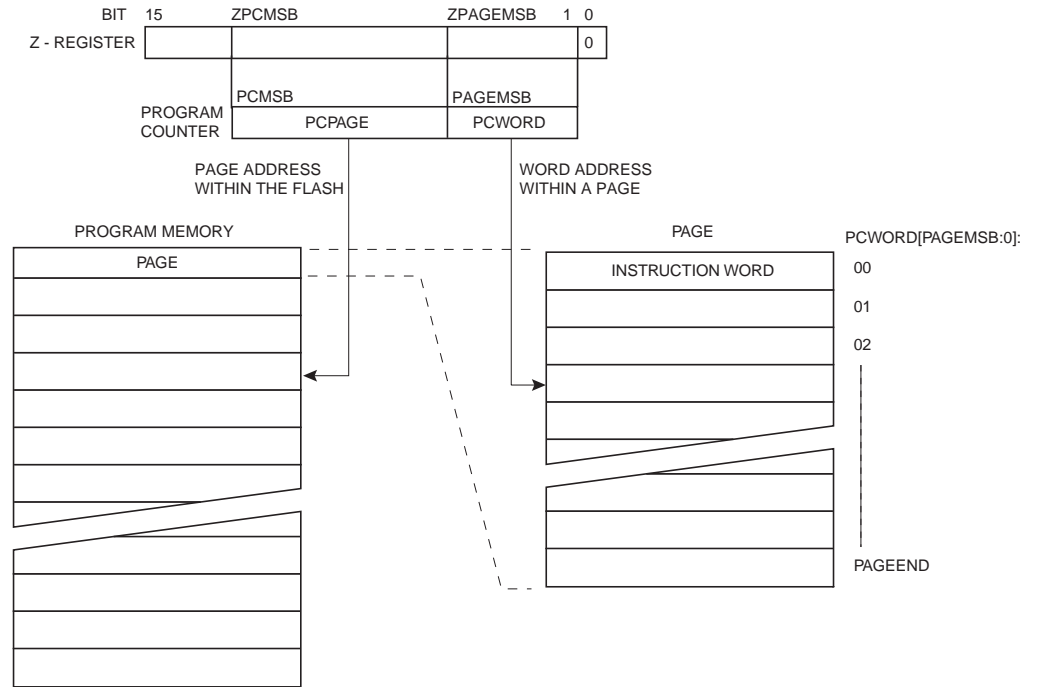 BIT 15 ZPCMSB ZPAGEMSB 1 0
Z - REGISTER 0
PCMSB PAGEMSB
PROGRAM
COUNTER
PCPAGE PCWORD
PAGE ADDRESS
WITHIN THE FLASH
WORD ADDRESS
WITHIN A PAGE
PROGRAM MEMORY
PAGE
PAGE
INSTRUCTION WORD
PCWORD[PAGEMSB:0]:
00
01
02
PAGEEND